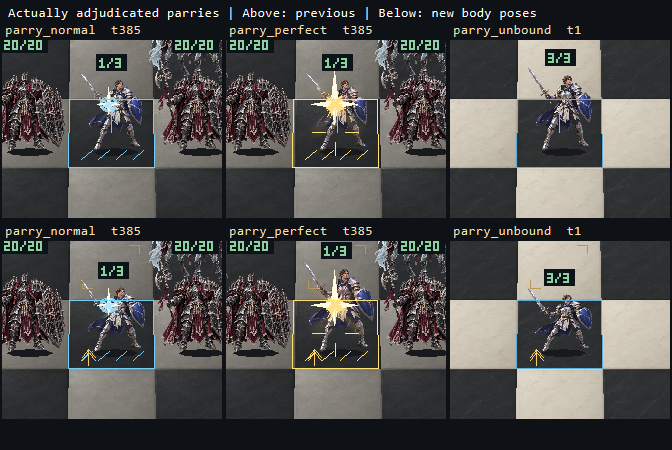 Actually adjudicated parries | Above: previous | Below: new body poses
parry_normal t385
parry_perfect t385
parry_unbound t1
20/20
1/3
20/20
1/3
20/20
3/3
parry_normal t385
parry_perfect t385
parry_unbound t1
20/20
1/3
20/20
20/20
1/3
20/20
3/3